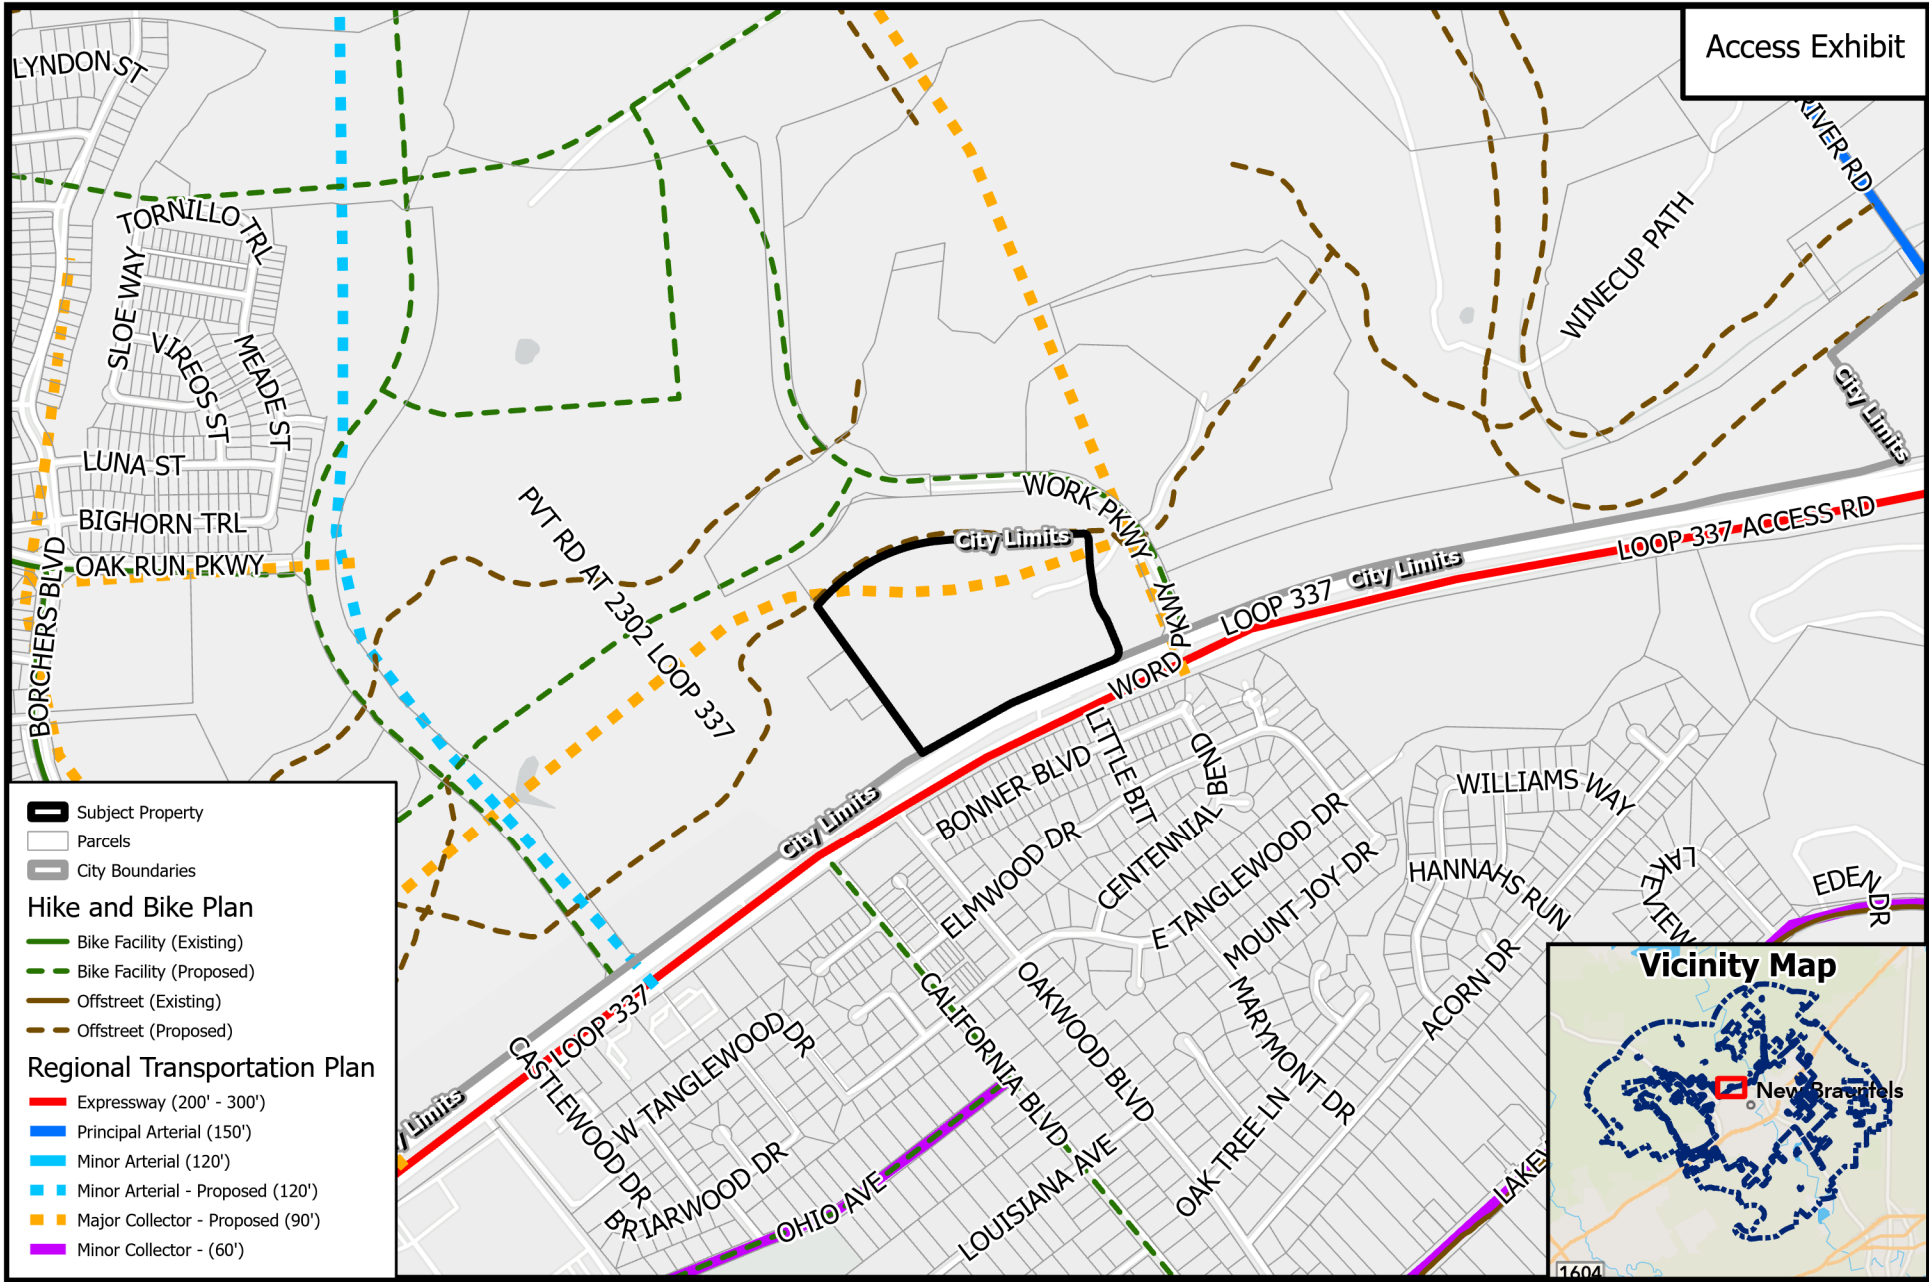 Access Exhibit
LYNDON ST
RIVER RD
TORNILLO TRL
SLOE WAY
VIREOS ST
MEADE ST
WINECUP PATH
City Limits
LUNA ST
BIGHORN TRL
OAK RUN PKWY
BORCHERS BLVD
PVT RD AT 2302 LOOP 337
WORK PKWY
City Limits
PKWY
WORD
LOOP 337
City Limits
LOOP 337 ACCESS RD
LITTLE BIT
BONNER BLVD
BEND
CENTENNIAL
ELMWOOD DR
City Limits
E TANGLEWOOD DR
MOUNT JOY DR
WILLIAMS WAY
HANNAHS RUN
LAKEVIEW
EDEN DR
ACORN DR
MARYMONT DR
OAKWOOD BLVD
CALIFORNIA BLVD
LOOP 337
CASTLEWOOD DR
W TANGLEWOOD DR
BRIARWOOD DR
OHIO AVE
LOUISIANA AVE
OAK TREE LN
LAKEV
y Limits
Subject Property
Parcels
City Boundaries
Hike and Bike Plan
Bike Facility (Existing)
Bike Facility (Proposed)
Offstreet (Existing)
Offstreet (Proposed)
Regional Transportation Plan
Expressway (200' - 300')
Principal Arterial (150')
Minor Arterial (120')
Minor Arterial - Proposed (120')
Major Collector - Proposed (90')
Minor Collector - (60')
Vicinity Map
New Braunfels
1604